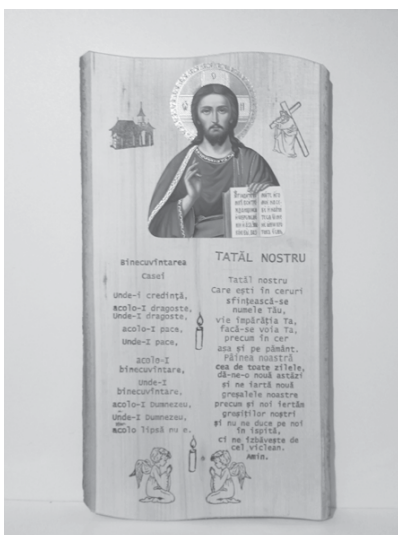 Binecuvîntarea
Casei
Unde-i credință,
acolo-I dragoste,
Unde-I dragoste,
acolo-I pace,
Unde-I pace,
acolo-I
binecuvîntare,
Unde-I
binecuvîntare,
acolo-I Dumnezeu,
Unde-I Dumnezeu,
acolo lipsă nu e.
TATĂL NOSTRU
Tatăl nostru
Care ești în ceruri
sfințească-se
numele Tău,
vie împărăția Ta,
facă-se voia Ta,
precum în cer
așa și pe pământ.
Pâinea noastră
cea de toate zilele,
dă-ne-o nouă astăzi
și ne iartă nouă
greșalele noastre
precum și noi iertăm
greșiților noștri
și nu ne duce pe noi
în ispită,
ci ne izbăvește de
cel viclean.
Amin.